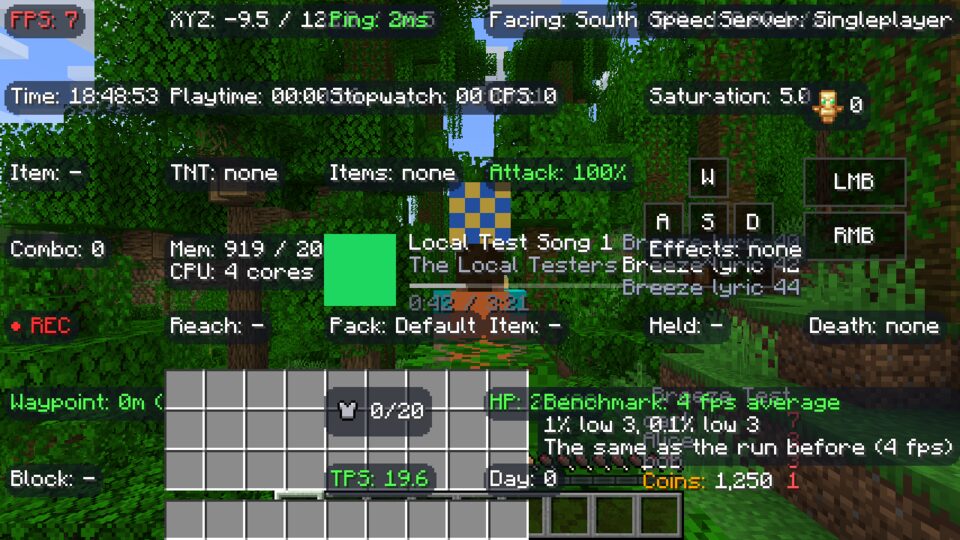 FPS: 7
XYZ: -9.5 / 12
Ping: 2ms
Facing: South
Speed
Server: Singleplayer
Time: 18:48:53
Playtime: 00:00
Stopwatch: 00
CPS: 0
Saturation: 5.0
0
Item: -
TNT: none
Items: none
Attack: 100%
W
LMB
A S D
RMB
Combo: 0
Mem: 919 / 20
CPU: 4 cores
Local Test Song 1
The Local Testers
0:42 / 3:21
Effects: none
Breeze lyric 42
Breeze lyric 44
REC
Reach: -
Pack: Default
Item: -
Held: -
Death: none
Waypoint: 0m (
0/20
HP: 2
Breeze Test
Benchmark: 4 fps average
1% low 3, 0.1% low 3
The same as the run before (4 fps)
Block: -
TPS: 19.6
Day: 0
Coins: 1,250
1